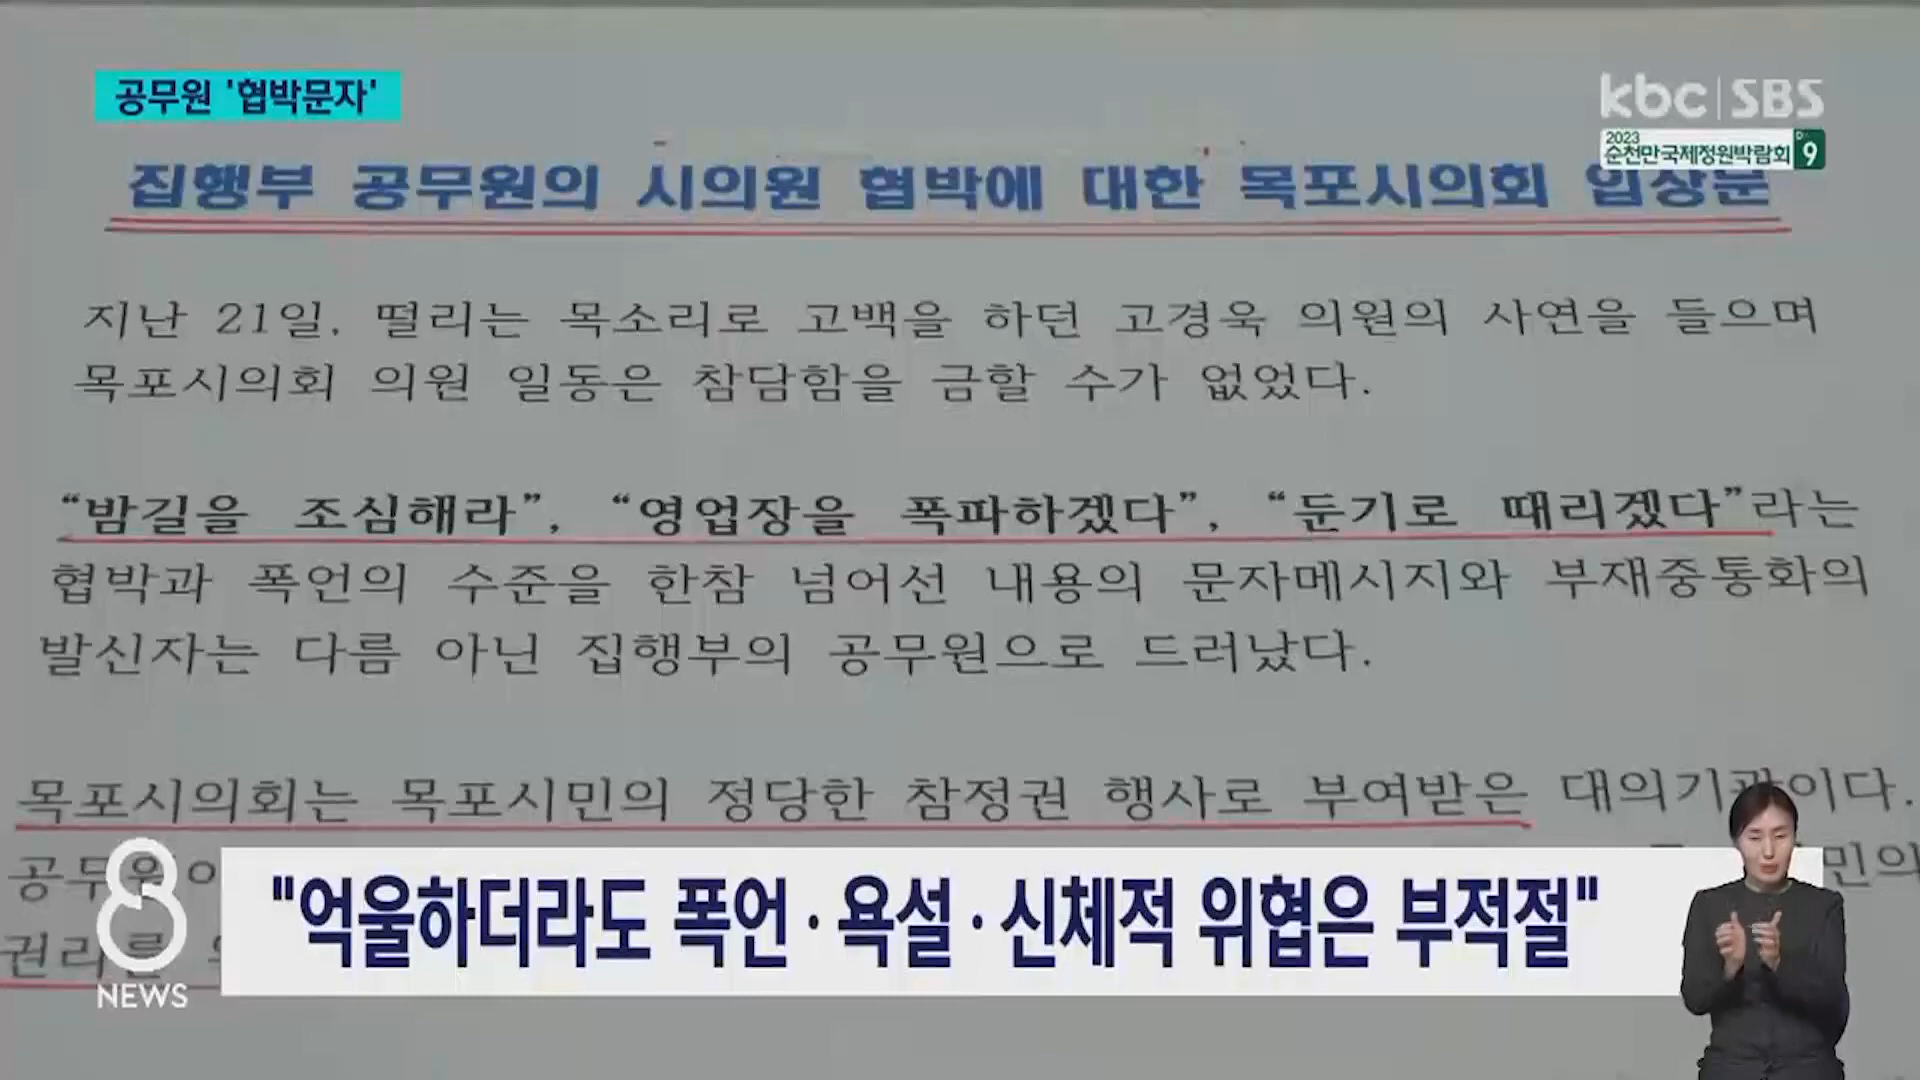 공무원 '협박문자'
kbc SBS
2023
순천만국제정원박람회 D- 9
집행부 공무원의 시의원 협박에 대한 목포시의회 입장문
지난 21일, 떨리는 목소리로 고백을 하던 고경욱 의원의 사연을 들으며
목포시의회 의원 일동은 참담함을 금할 수가 없었다.
“밤길을 조심해라”, “영업장을 폭파하겠다”, “둔기로 때리겠다”라는
협박과 폭언의 수준을 한참 넘어선 내용의 문자메시지와 부재중통화의
발신자는 다름 아닌 집행부의 공무원으로 드러났다.
목포시의회는 목포시민의 정당한 참정권 행사로 부여받은 대의기관이다.
"억울하더라도 폭언·욕설·신체적 위협은 부적절"
8
NEWS
권리를